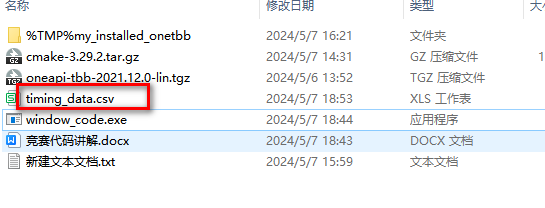 修改日期 类型
%TMP%my_installed_onetbb 2024/5/7 16:21 文件夹
cmake-3.29.2.tar.gz 2024/5/7 14:31 GZ 压缩文件
oneapi-tbb-2021.12.0-lin.tgz 2024/5/6 13:52 TGZ 压缩文件
timing_data.csv 2024/5/7 18:53 XLS 工作表
window_code.exe 2024/5/7 18:44 应用程序
竞赛代码讲解.docx 2024/5/7 18:43 DOCX 文档
新建文本文档.txt 2024/5/7 15:59 文本文档